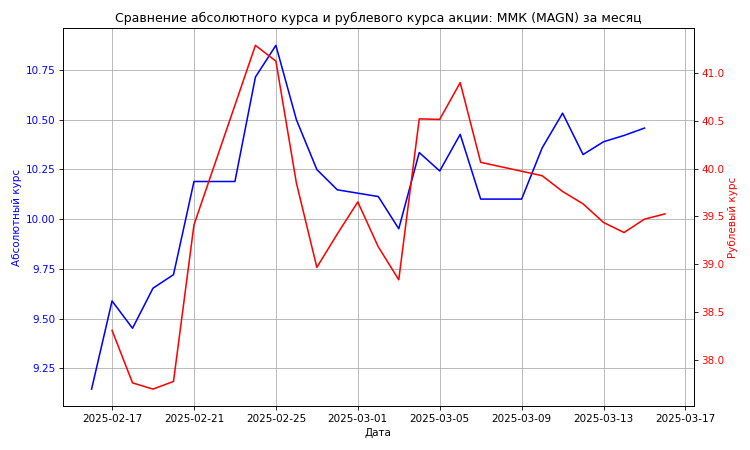 Сравнение абсолютного курса и рублевого курса акции: ММК (MAGN) за месяц
Абсолютный курс
10.75
10.50
10.25
10.00
9.75
9.50
9.25
41.0
40.5
40.0
39.5
39.0
38.5
38.0
Рублевый курс
2025-02-17 2025-02-21 2025-02-25 2025-03-01 2025-03-05 2025-03-09 2025-03-13 2025-03-17
Дата